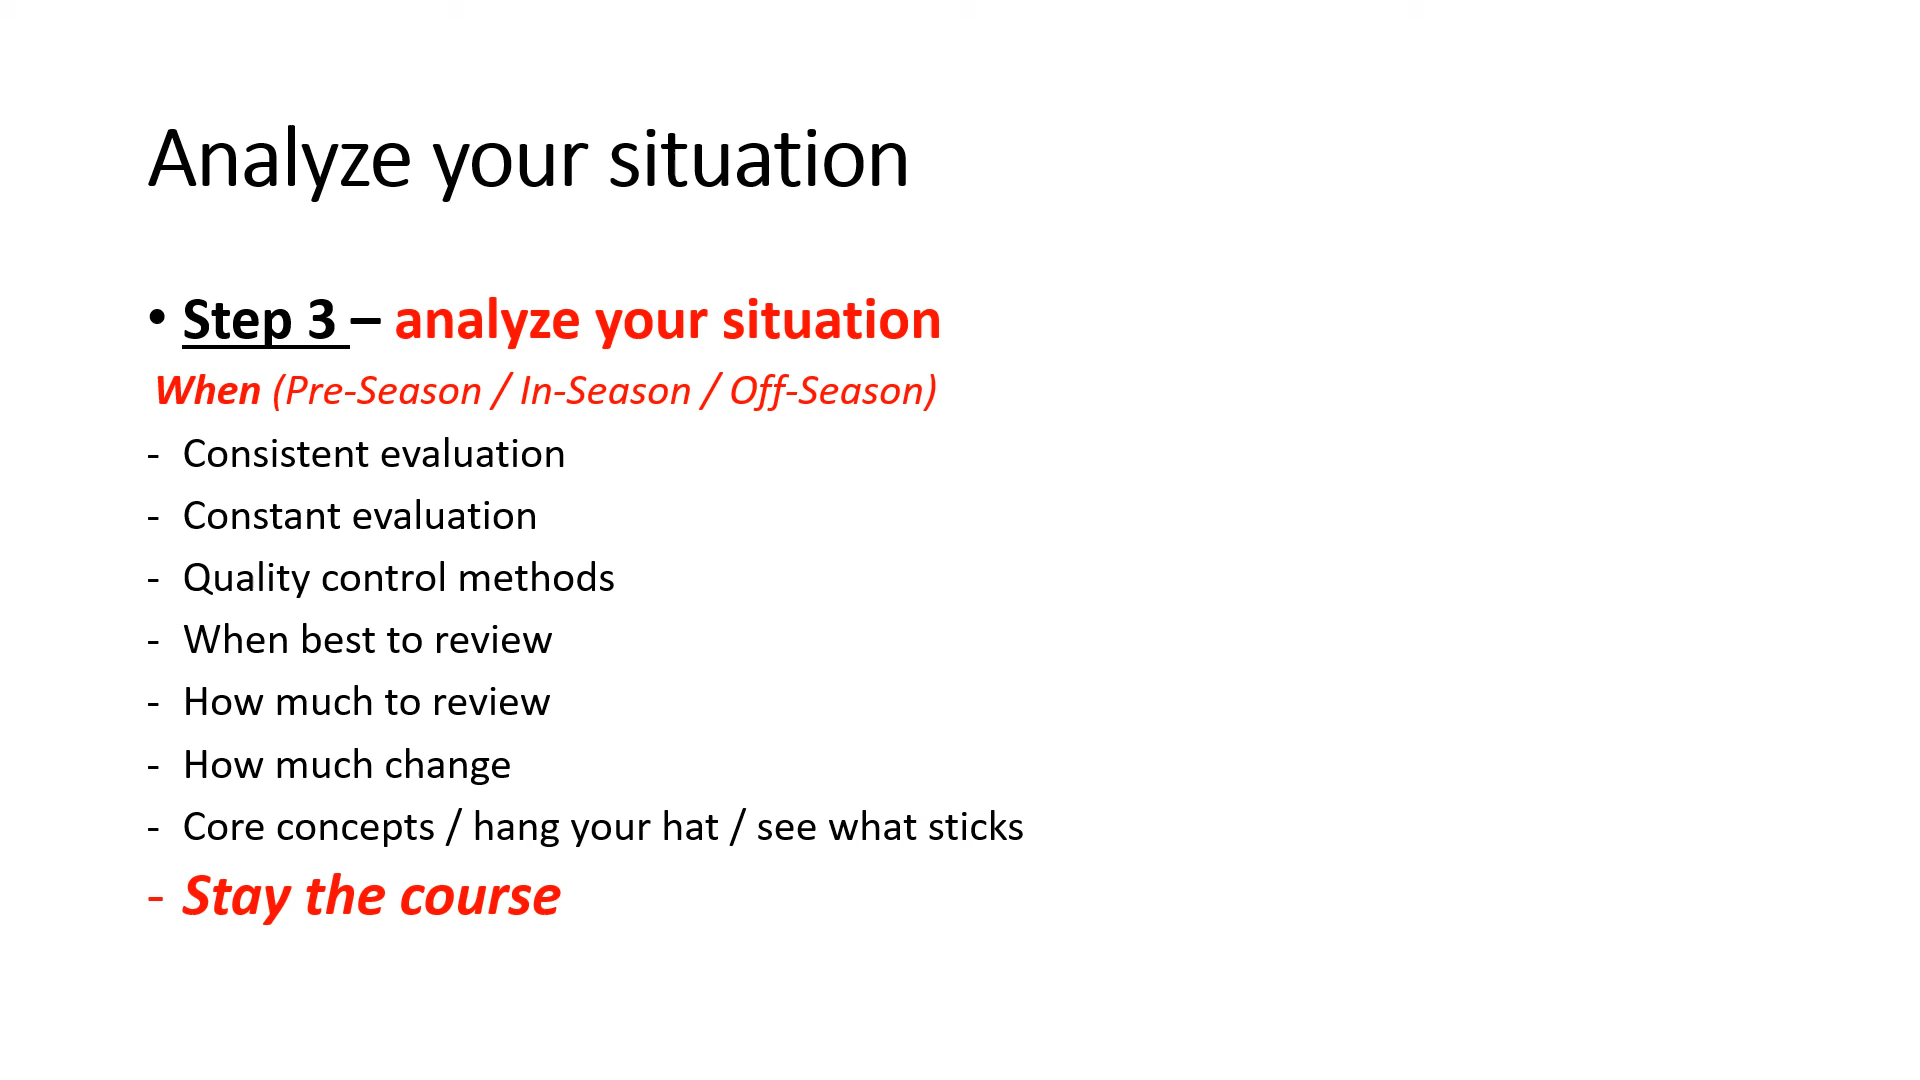 Analyze your situation
• Step 3 – analyze your situation
When (Pre-Season / In-Season / Off-Season)
- Consistent evaluation
- Constant evaluation
- Quality control methods
- When best to review
- How much to review
- How much change
- Core concepts / hang your hat / see what sticks
- Stay the course